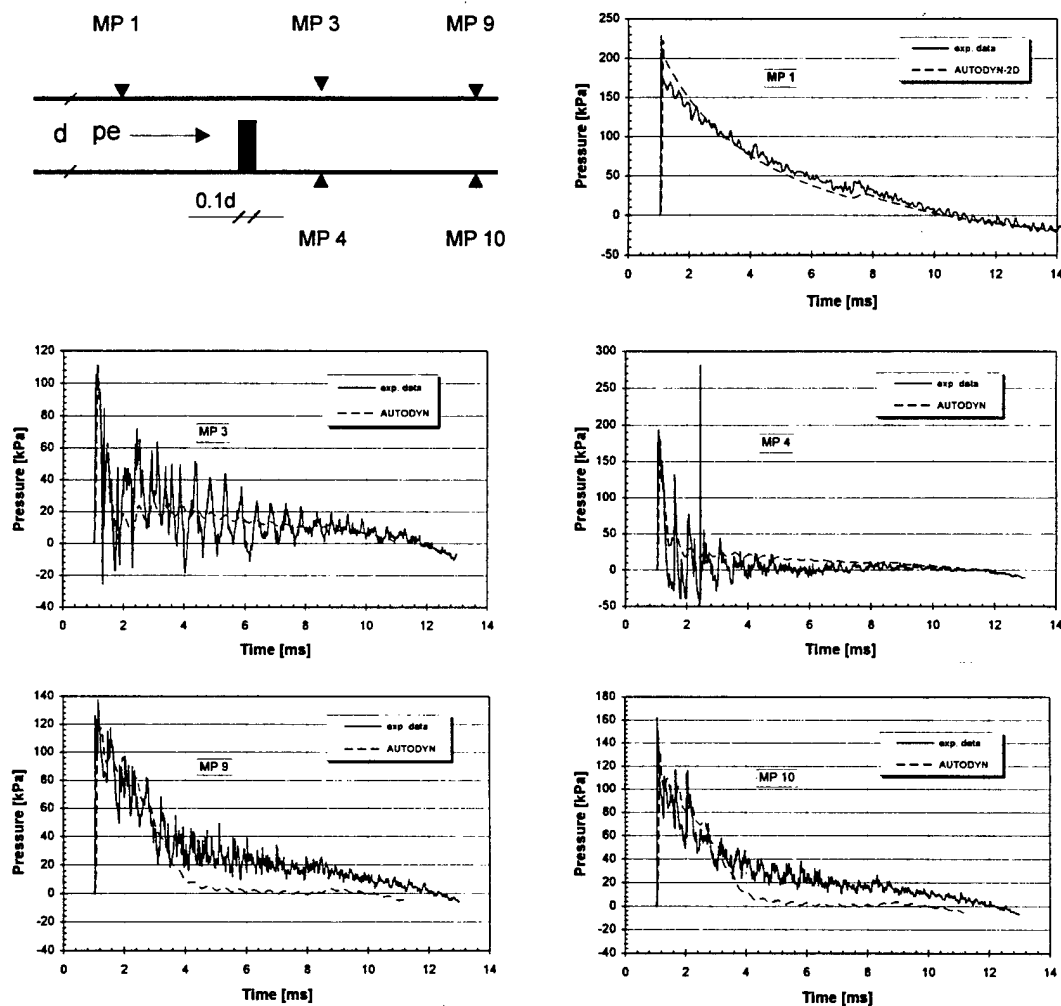 MP 1 MP 3 MP 9
d pe
0.1d
MP 4 MP 10
Pressure [kPa]
250
200
150
100
50
0
-50
0 2 4 6 8 10 12 14
Time [ms]
MP 1
exp. data
AUTODYN-2D
Pressure [kPa]
120
100
80
60
40
20
0
-20
-40
0 2 4 6 8 10 12 14
Time [ms]
MP 3
exp. data
AUTODYN
Pressure [kPa]
300
250
200
150
100
50
0
-50
0 2 4 6 8 10 12 14
Time [ms]
MP 4
exp. data
AUTODYN
Pressure [kPa]
140
120
100
80
60
40
20
0
-20
-40
0 2 4 6 8 10 12 14
Time [ms]
MP 9
exp. data
AUTODYN
Pressure [kPa]
180
160
140
120
100
80
60
40
20
0
-20
-40
0 2 4 6 8 10 12 14
Time [ms]
MP 10
exp. data
AUTODYN